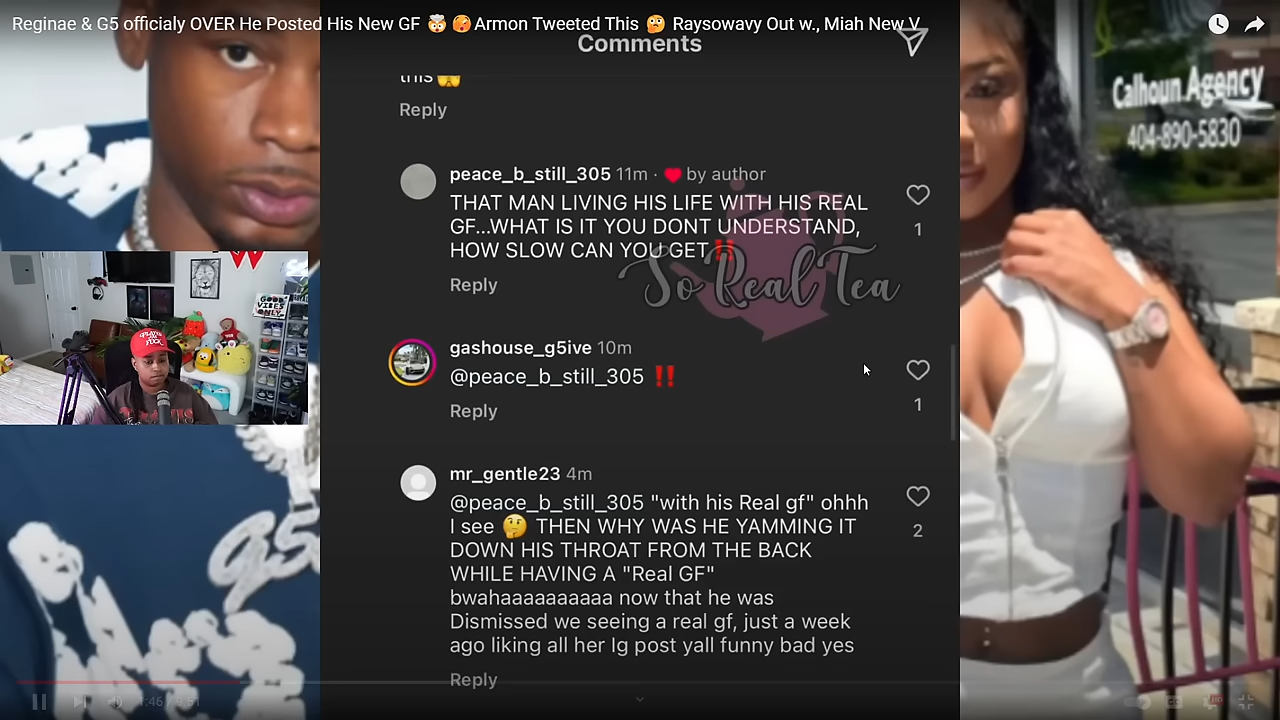 Reginae & G5 officialy OVER He Posted His New GF 🤯🥵Armon Tweeted This 🫢 Raysowavy Out w., Miah New V
Comments
this🫣
Reply
peace_b_still_305 11m · ❤️ by author
THAT MAN LIVING HIS LIFE WITH HIS REAL
GF...WHAT IS IT YOU DONT UNDERSTAND,
HOW SLOW CAN YOU GET ‼️
1
Reply
So Real Tea
gashouse_g5ive 10m
@peace_b_still_305 ‼️
1
Reply
mr_gentle23 4m
@peace_b_still_305 "with his Real gf" ohhh
I see 🤔 THEN WHY WAS HE YAMMING IT
DOWN HIS THROAT FROM THE BACK
WHILE HAVING A "Real GF"
bwahaaaaaaaaaa now that he was
Dismissed we seeing a real gf, just a week
ago liking all her Ig post yall funny bad yes
2
Reply
Calhoun Agency
404-890-5830
GOOD
VIBES
ONLY
g5